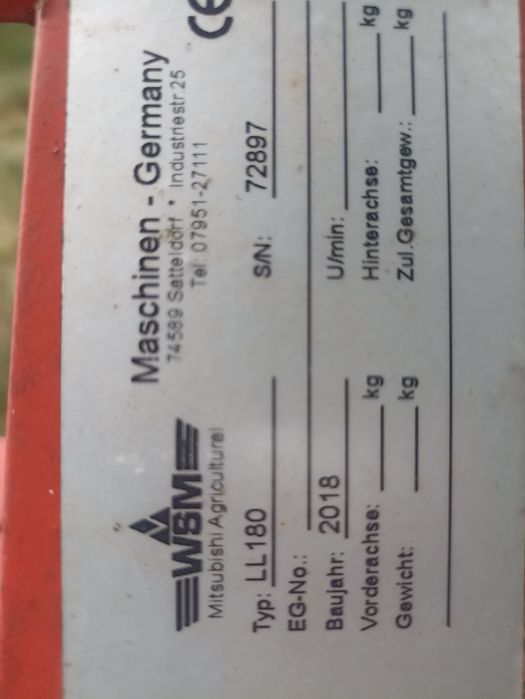 WBM Maschinen - Germany
Mitsubishi Agricultural 74589 Satteldorf * Industriestr 25
Tel: 07951-27111
CE
Typ: LL180 S/N: 72897
EG-No.:
Baujahr: 2018 U/min:
Vorderachse: kg Hinterachse: kg
Gewicht: kg Zul.Gesamtgew.: kg